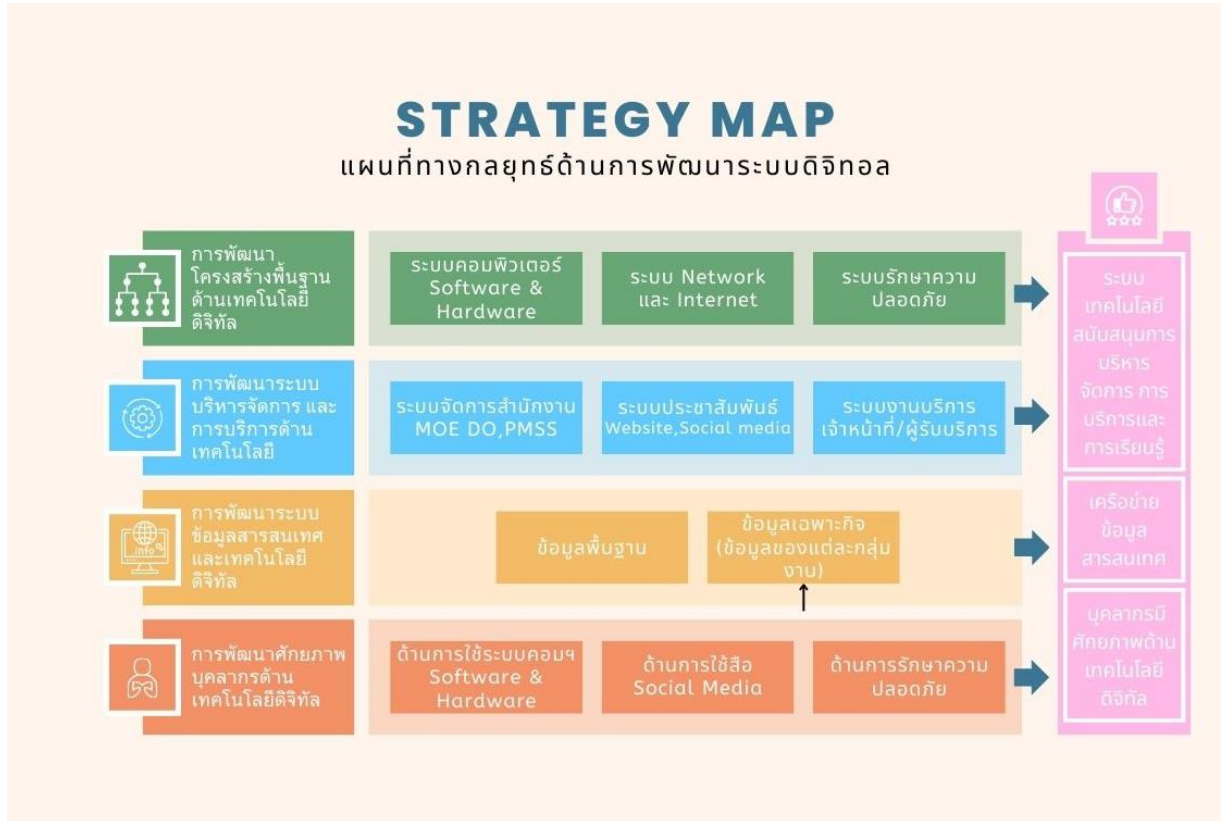 STRATEGY MAP
แผนที่ทางกลยุทธ์ด้านการพัฒนาระบบดิจิทอล
การพัฒนา
โครงสร้างพื้นฐาน
ด้านเทคโนโลยี
ดิจิทัล
ระบบคอมพิวเตอร์
Software &
Hardware
ระบบ Network
และ Internet
ระบบรักษาความ
ปลอดภัย
การพัฒนาระบบ
บริหารจัดการ และ
การบริการด้าน
เทคโนโลยี
ระบบจัดการสำนักงาน
MOE DO,PMSS
ระบบประชาสัมพันธ์
Website,Social media
ระบบงานบริการ
เจ้าหน้าที่/ผู้รับบริการ
.info
การพัฒนาระบบ
ข้อมูลสารสนเทศ
และเทคโนโลยี
ดิจิทัล
ข้อมูลพื้นฐาน
ข้อมูลเฉพาะกิจ
(ข้อมูลของแต่ละกลุ่ม
งาน)
การพัฒนาศักยภาพ
บุคลากรด้าน
เทคโนโลยีดิจิทัล
ด้านการใช้ระบบคอมฯ
Software &
Hardware
ด้านการใช้สือ
Social Media
ด้านการรักษาความ
ปลอดภัย
ระบบ
เทคโนโลยี
สนับสนุนการ
บริหาร
จัดการ การ
บริการและ
การเรียนรู้
เครือข่าย
ข้อมูล
สารสนเทศ
บุคลากรมี
ศักยภาพด้าน
เทคโนโลยี
ดิจิทัล